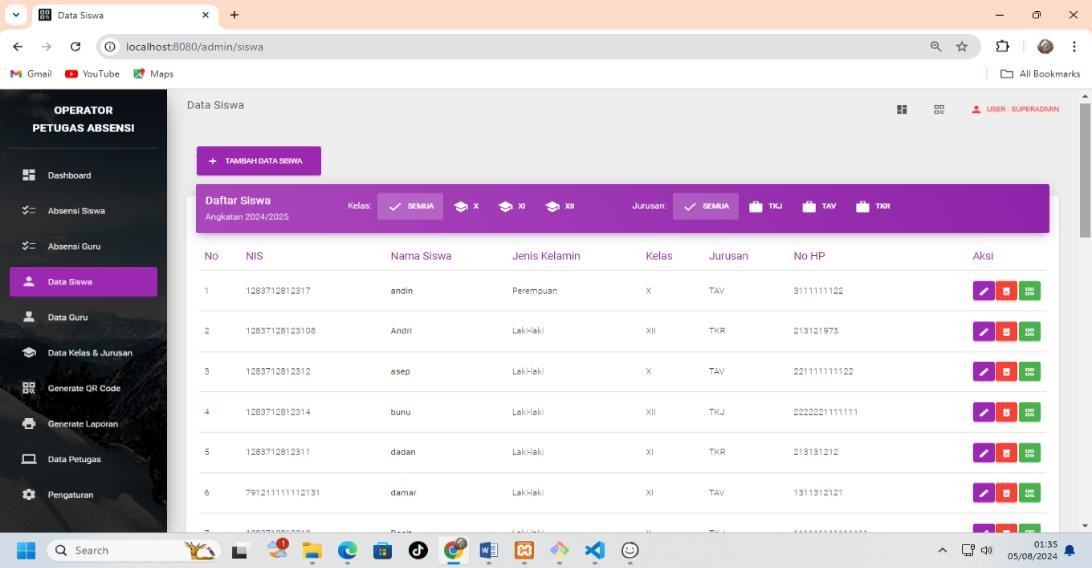 Data Siswa
localhost:8080/admin/siswa
Gmail YouTube Maps All Bookmarks
OPERATOR
PETUGAS ABSENSI
Dashboard
Absensi Siswa
Absensi Guru
Data Siswa
Data Guru
Data Kelas & Jurusan
Generate QR Code
Generate Laporan
Data Petugas
Pengaturan
Data Siswa
USER : SUPERADMIN
+ TAMBAH DATA SISWA
Daftar Siswa
Angkatan 2024/2025
Kelas: SEMUA X XI XII
Jurusan: SEMUA TKJ TAV TKR
No NIS Nama Siswa Jenis Kelamin Kelas Jurusan No HP Aksi
1 1283712812317 andin Perempuan X TAV 3111111122
2 12837128123108 Andri Laki-laki XII TKR 213121973
3 1283712812312 asep Laki-laki X TAV 221111111122
4 1283712812314 bunu Laki-laki XII TKJ 2222221111111
5 1283712812311 dadan Laki-laki XI TKR 213131212
6 791211111112131 damar Laki-laki XI TAV 1311312121
Search
1
01:35
05/08/2024